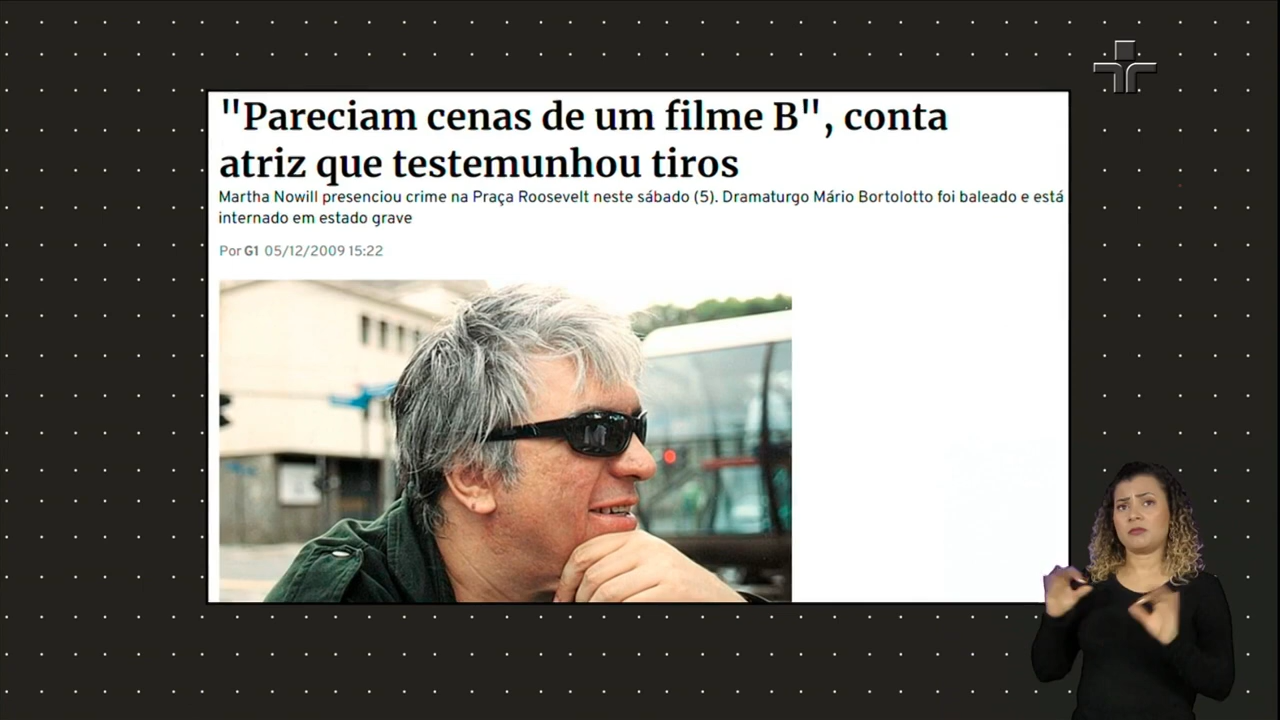 "Pareciam cenas de um filme B", conta
atriz que testemunhou tiros
Martha Nowill presenciou crime na Praça Roosevelt neste sábado (5). Dramaturgo Mário Bortolotto foi baleado e está
internado em estado grave
Por G1 05/12/2009 15:22